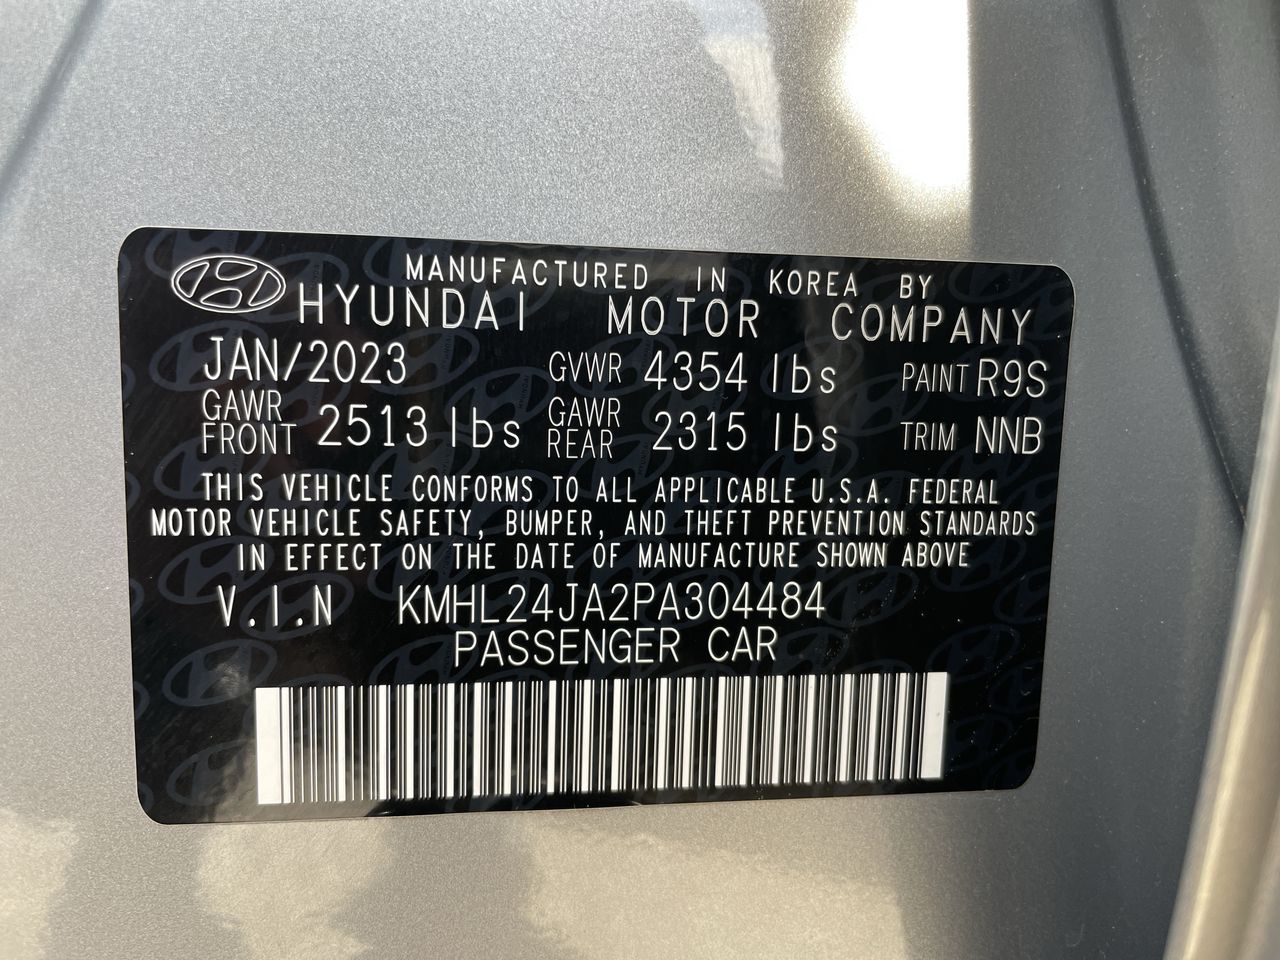 MANUFACTURED IN KOREA BY
HYUNDAI MOTOR COMPANY
JAN/2023 GVWR 4354 lbs PAINT R9S
GAWR FRONT 2513 lbs GAWR REAR 2315 lbs TRIM NNB
THIS VEHICLE CONFORMS TO ALL APPLICABLE U.S.A. FEDERAL
MOTOR VEHICLE SAFETY, BUMPER, AND THEFT PREVENTION STANDARDS
IN EFFECT ON THE DATE OF MANUFACTURE SHOWN ABOVE
V.I.N KMHL24JA2PA304484
PASSENGER CAR